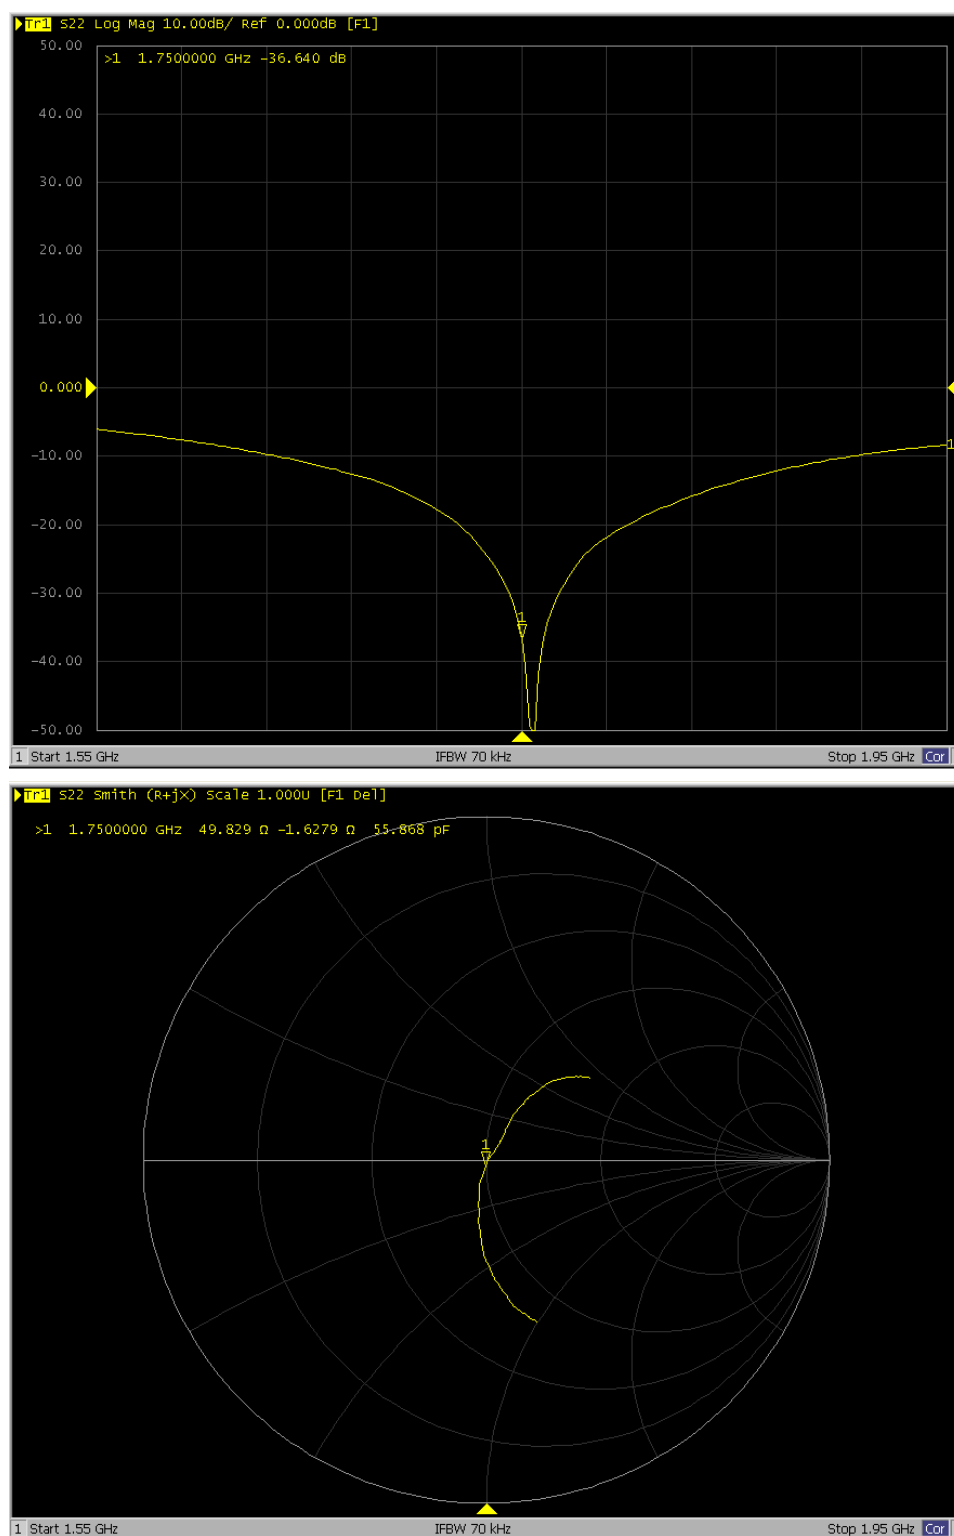 Tr1 S22 Log Mag 10.00dB/ Ref 0.000dB [F1]
50.00
>1 1.7500000 GHz -36.640 dB
40.00
30.00
20.00
10.00
0.000
1
-10.00
-20.00
-30.00
1
-40.00
-50.00
1 Start 1.55 GHz IFBW 70 kHz Stop 1.95 GHz Cor
Tr1 S22 Smith (R+jX) Scale 1.000U [F1 Del]
>1 1.7500000 GHz 49.829 Ω -1.6279 Ω 55.868 pF
1
1 Start 1.55 GHz IFBW 70 kHz Stop 1.95 GHz Cor